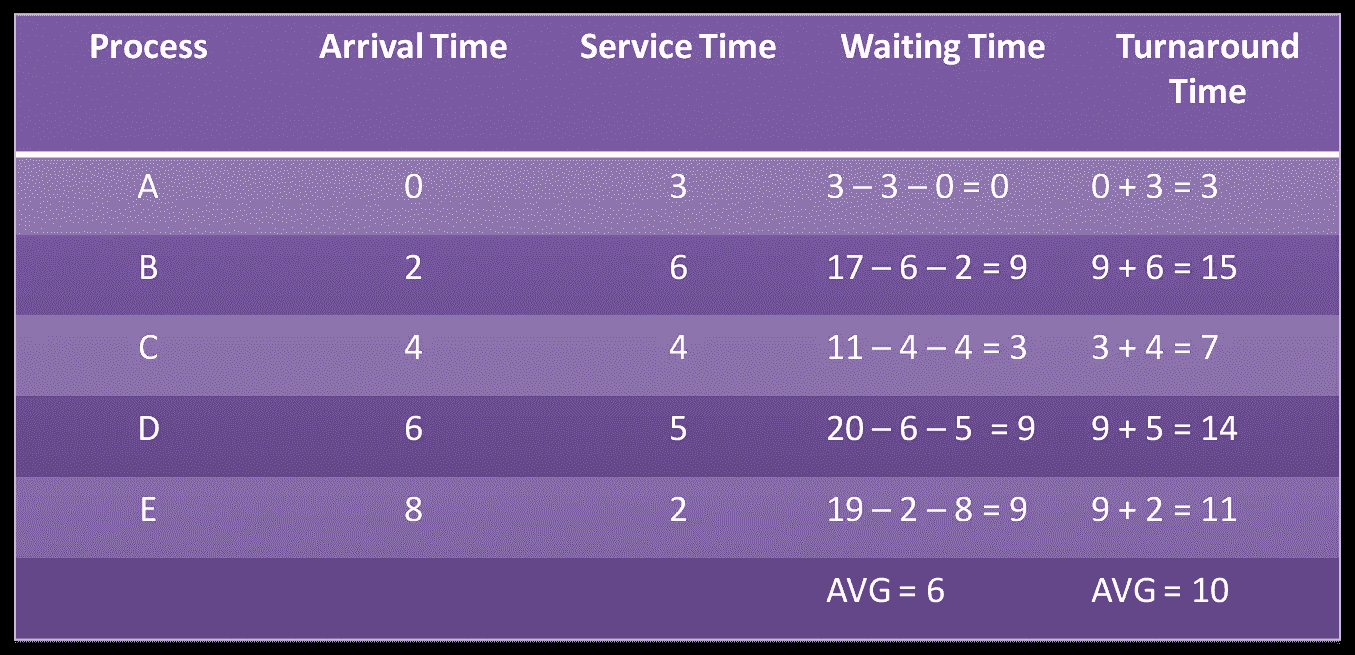 Process Arrival Time Service Time Waiting Time Turnaround
Time
A 0 3 3 – 3 – 0 = 0 0 + 3 = 3
B 2 6 17 – 6 – 2 = 9 9 + 6 = 15
C 4 4 11 – 4 – 4 = 3 3 + 4 = 7
D 6 5 20 – 6 – 5 = 9 9 + 5 = 14
E 8 2 19 – 2 – 8 = 9 9 + 2 = 11
AVG = 6 AVG = 10